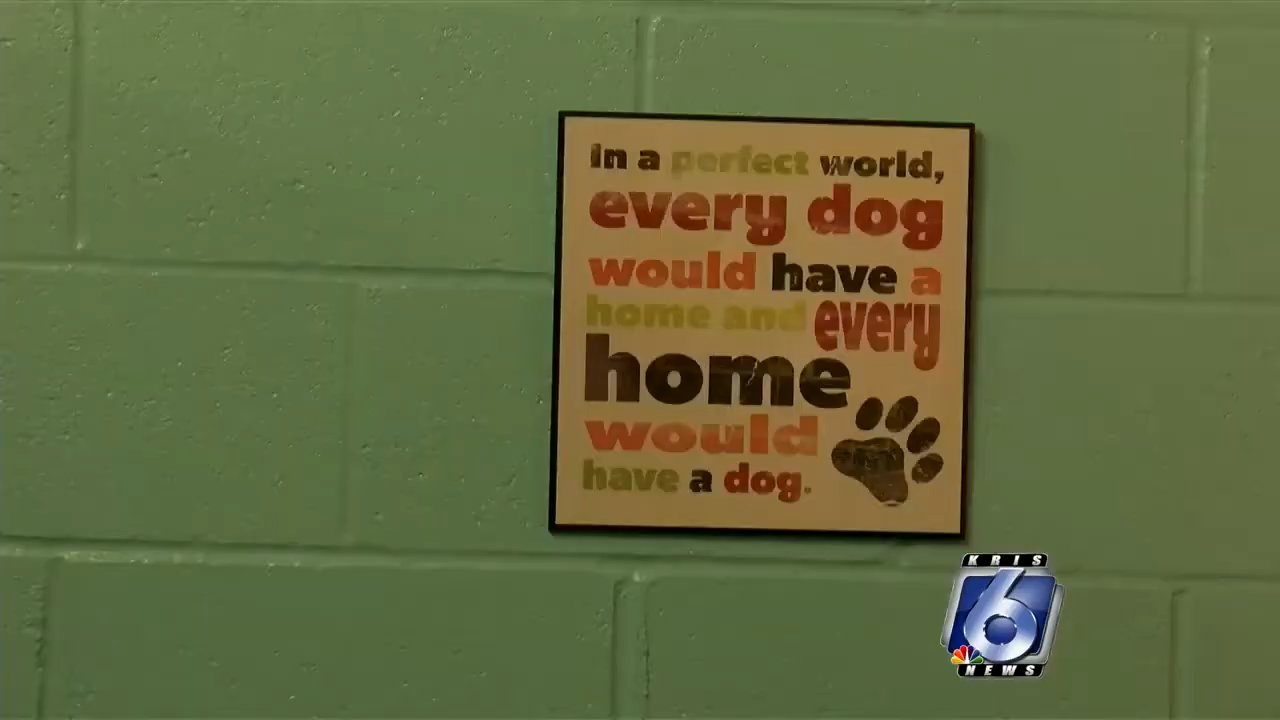 In a perfect world,
every dog
would have a
home and every
home
would
have a dog.
KRIS
6
NEWS